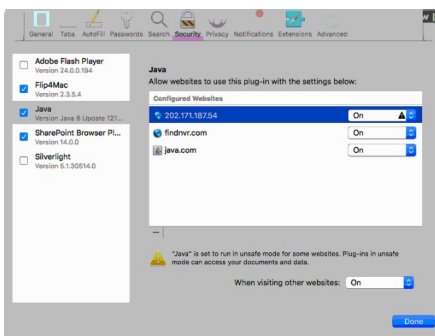 General Tabs AutoFill Passwords Search Security Privacy Notifications Extensions Advanced
Adobe Flash Player
Version 24.0.0.194
Flip4Mac
Version 2.3.5.4
Java
Version Java 8 Update 121...
SharePoint Browser Pl...
Version 14.0.0
Silverlight
Version 5.1.30514.0
Java
Allow websites to use this plug-in with the settings below:
Configured Websites
202.171.187.54 On
findnvr.com On
java.com On
"Java" is set to run in unsafe mode for some websites. Plug-ins in unsafe
mode can access your documents and data.
When visiting other websites: On
Done